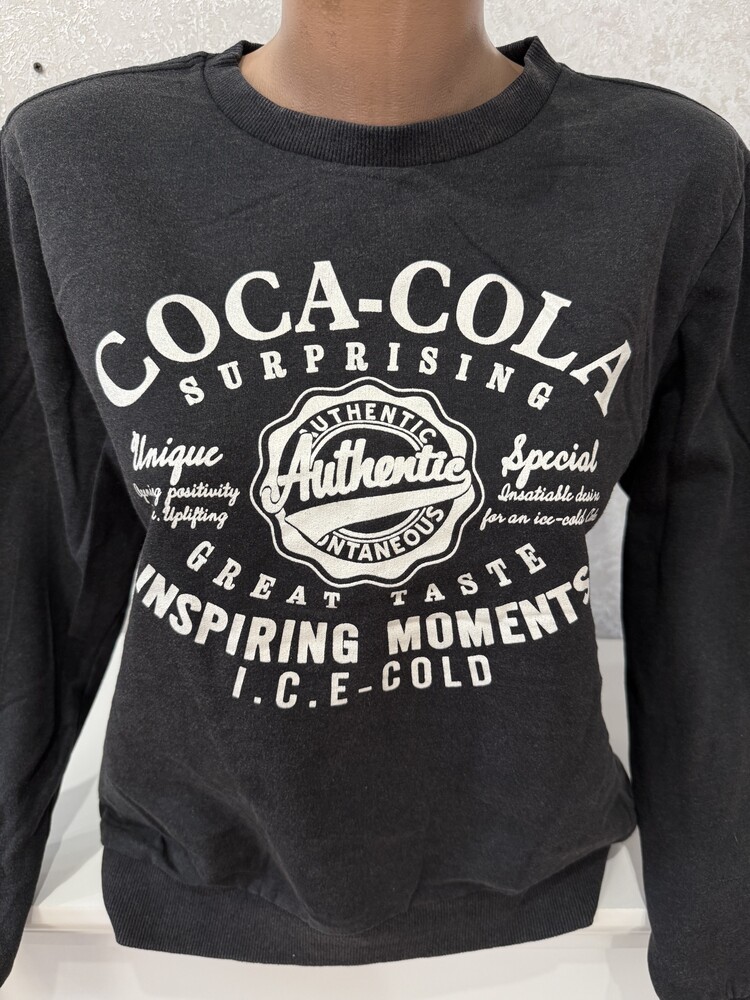 COCA-COLA
SURPRISING
AUTHENTIC
Authentic
Unique
positivity
Uplifting
Special
Insatiable desire
for an ice-cold
GREAT TASTE
INSPIRING MOMENTS
I.C.E-COLD